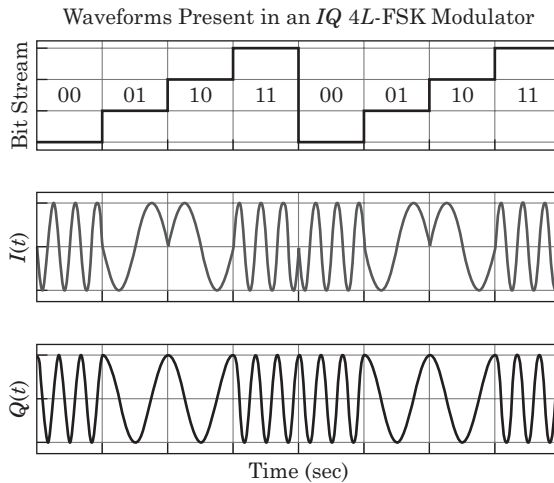 Waveforms Present in an IQ 4L-FSK Modulator
Bit Stream
00 01 10 11 00 01 10 11
I(t)
Q(t)
Time (sec)